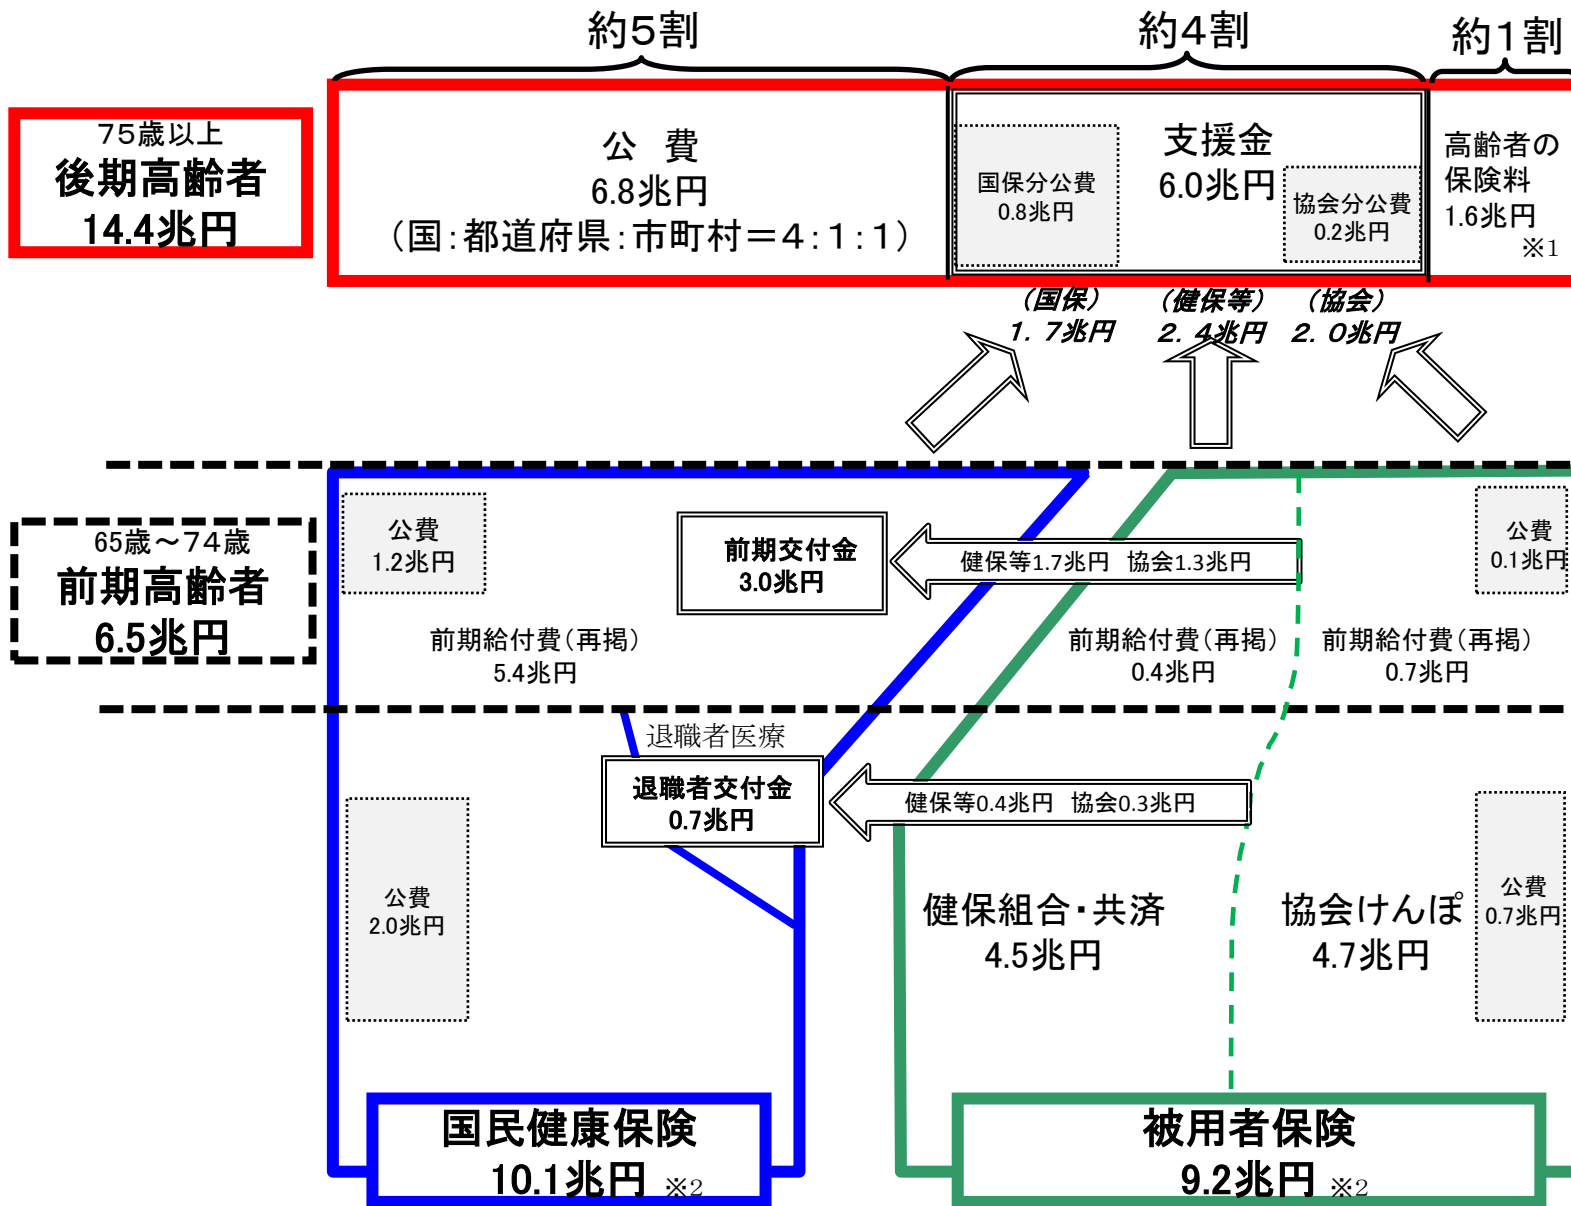 約5割
約4割
約1割
75歳以上
後期高齢者
14.4兆円
公 費
6.8兆円
(国:都道府県:市町村=4:1:1)
国保分公費
0.8兆円
支援金
6.0兆円
協会分公費
0.2兆円
高齢者の
保険料
1.6兆円
※1
(国保)
1.7兆円
(健保等)
2.4兆円
(協会)
2.0兆円
65歳~74歳
前期高齢者
6.5兆円
公費
1.2兆円
前期交付金
3.0兆円
健保等1.7兆円 協会1.3兆円
公費
0.1兆円
前期給付費(再掲)
5.4兆円
前期給付費(再掲)
0.4兆円
前期給付費(再掲)
0.7兆円
退職者医療
退職者交付金
0.7兆円
健保等0.4兆円 協会0.3兆円
公費
2.0兆円
健保組合・共済
4.5兆円
協会けんぽ
4.7兆円
公費
0.7兆円
国民健康保険
10.1兆円 ※2
被用者保険
9.2兆円 ※2